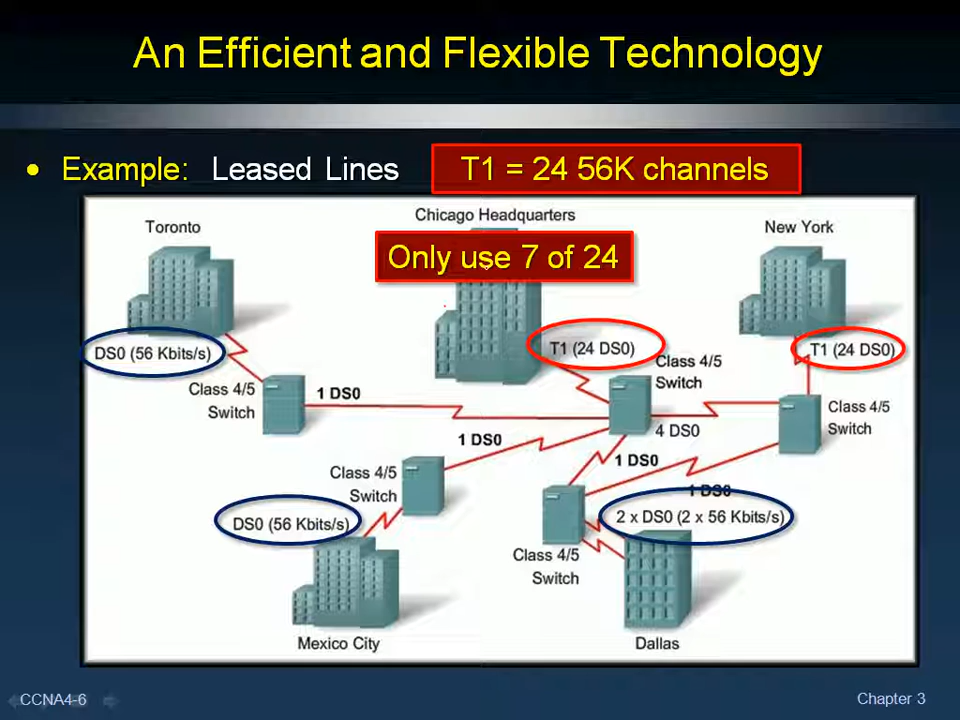 An Efficient and Flexible Technology
• Example: Leased Lines
T1 = 24 56K channels
Chicago Headquarters
Toronto
New York
Only use 7 of 24
DS0 (56 Kbits/s)
T1 (24 DS0)
T1 (24 DS0)
Class 4/5
Switch
Class 4/5
Switch
1 DS0
Class 4/5
Switch
4 DS0
1 DS0
1 DS0
Class 4/5
Switch
1 DS0
DS0 (56 Kbits/s)
2 x DS0 (2 x 56 Kbits/s)
Class 4/5
Switch
Mexico City
Dallas
CCNA4-6
Chapter 3